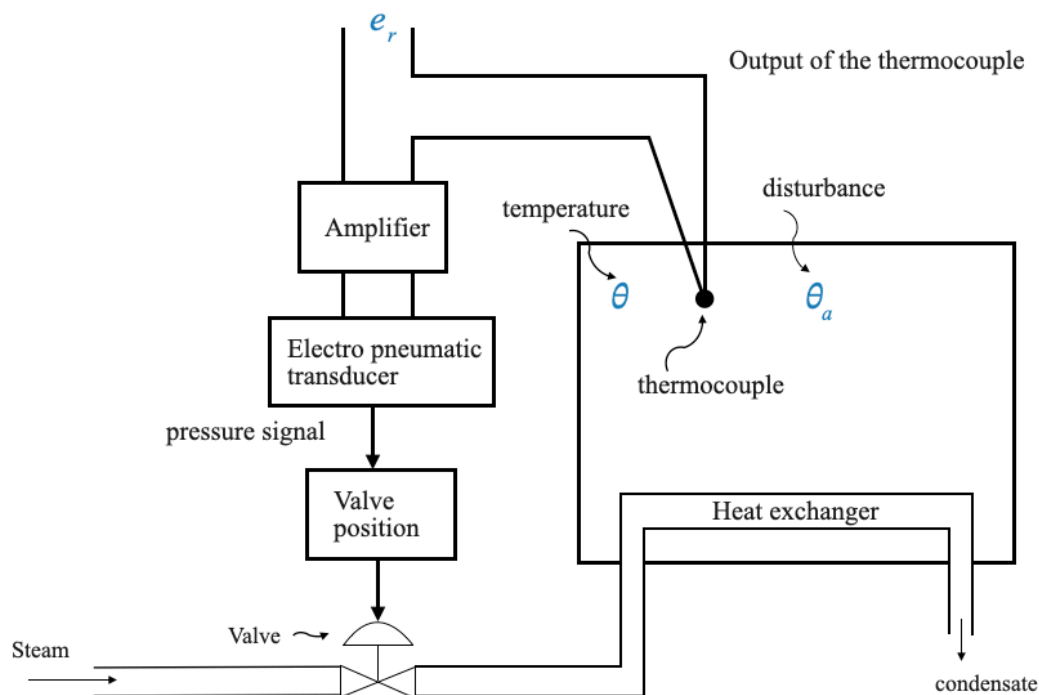 e_r
Output of the thermocouple
disturbance
temperature
Amplifier
θ
θ_a
Electro pneumatic
transducer
thermocouple
pressure signal
Valve
position
Heat exchanger
Valve
Steam
condensate